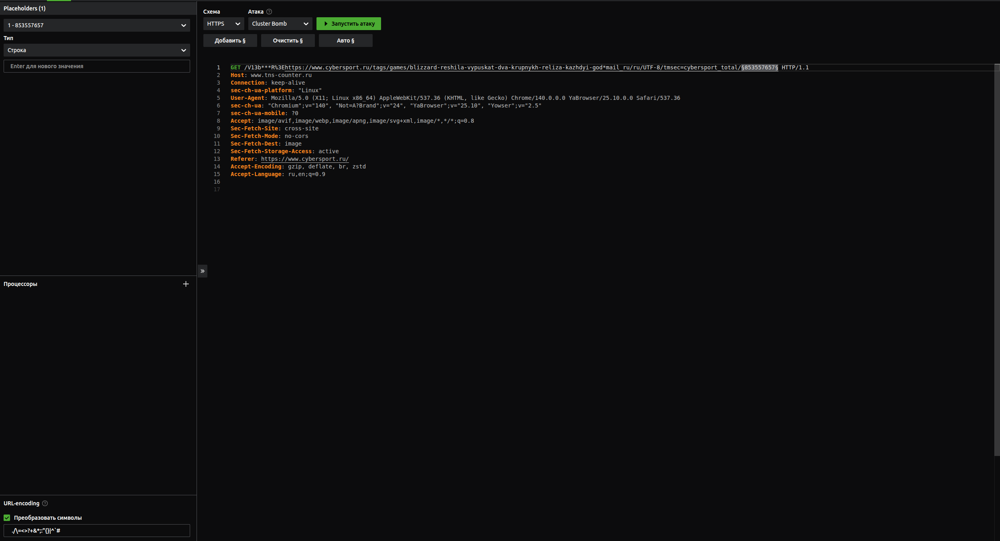 Placeholders (1)
1 - 853557657
Тип
Строка
Enter для нового значения
Процессоры
URL-encoding
Преобразовать символы
./\=<>?+&*;:"{}|^`#
Схема
Атака
HTTPS
Cluster Bomb
Запустить атаку
Добавить §
Очистить §
Авто §
1 GET /V13b***R%3Ehttps://www.cybersport.ru/tags/games/blizzard-reshila-vypuskat-dva-krupnykh-reliza-kazhdyi-god*mail_ru/ru/UTF-8/tmsec=cybersport_total/§853557657§ HTTP/1.1
2 Host: www.tns-counter.ru
3 Connection: keep-alive
4 sec-ch-ua-platform: "Linux"
5 User-Agent: Mozilla/5.0 (X11; Linux x86_64) AppleWebKit/537.36 (KHTML, like Gecko) Chrome/140.0.0.0 YaBrowser/25.10.0.0 Safari/537.36
6 sec-ch-ua: "Chromium";v="140", "Not=A?Brand";v="24", "YaBrowser";v="25.10", "Yowser";v="2.5"
7 sec-ch-ua-mobile: ?0
8 Accept: image/avif,image/webp,image/apng,image/svg+xml,image/*,*/*;q=0.8
9 Sec-Fetch-Site: cross-site
10 Sec-Fetch-Mode: no-cors
11 Sec-Fetch-Dest: image
12 Sec-Fetch-Storage-Access: active
13 Referer: https://www.cybersport.ru/
14 Accept-Encoding: gzip, deflate, br, zstd
15 Accept-Language: ru,en;q=0.9
16
17